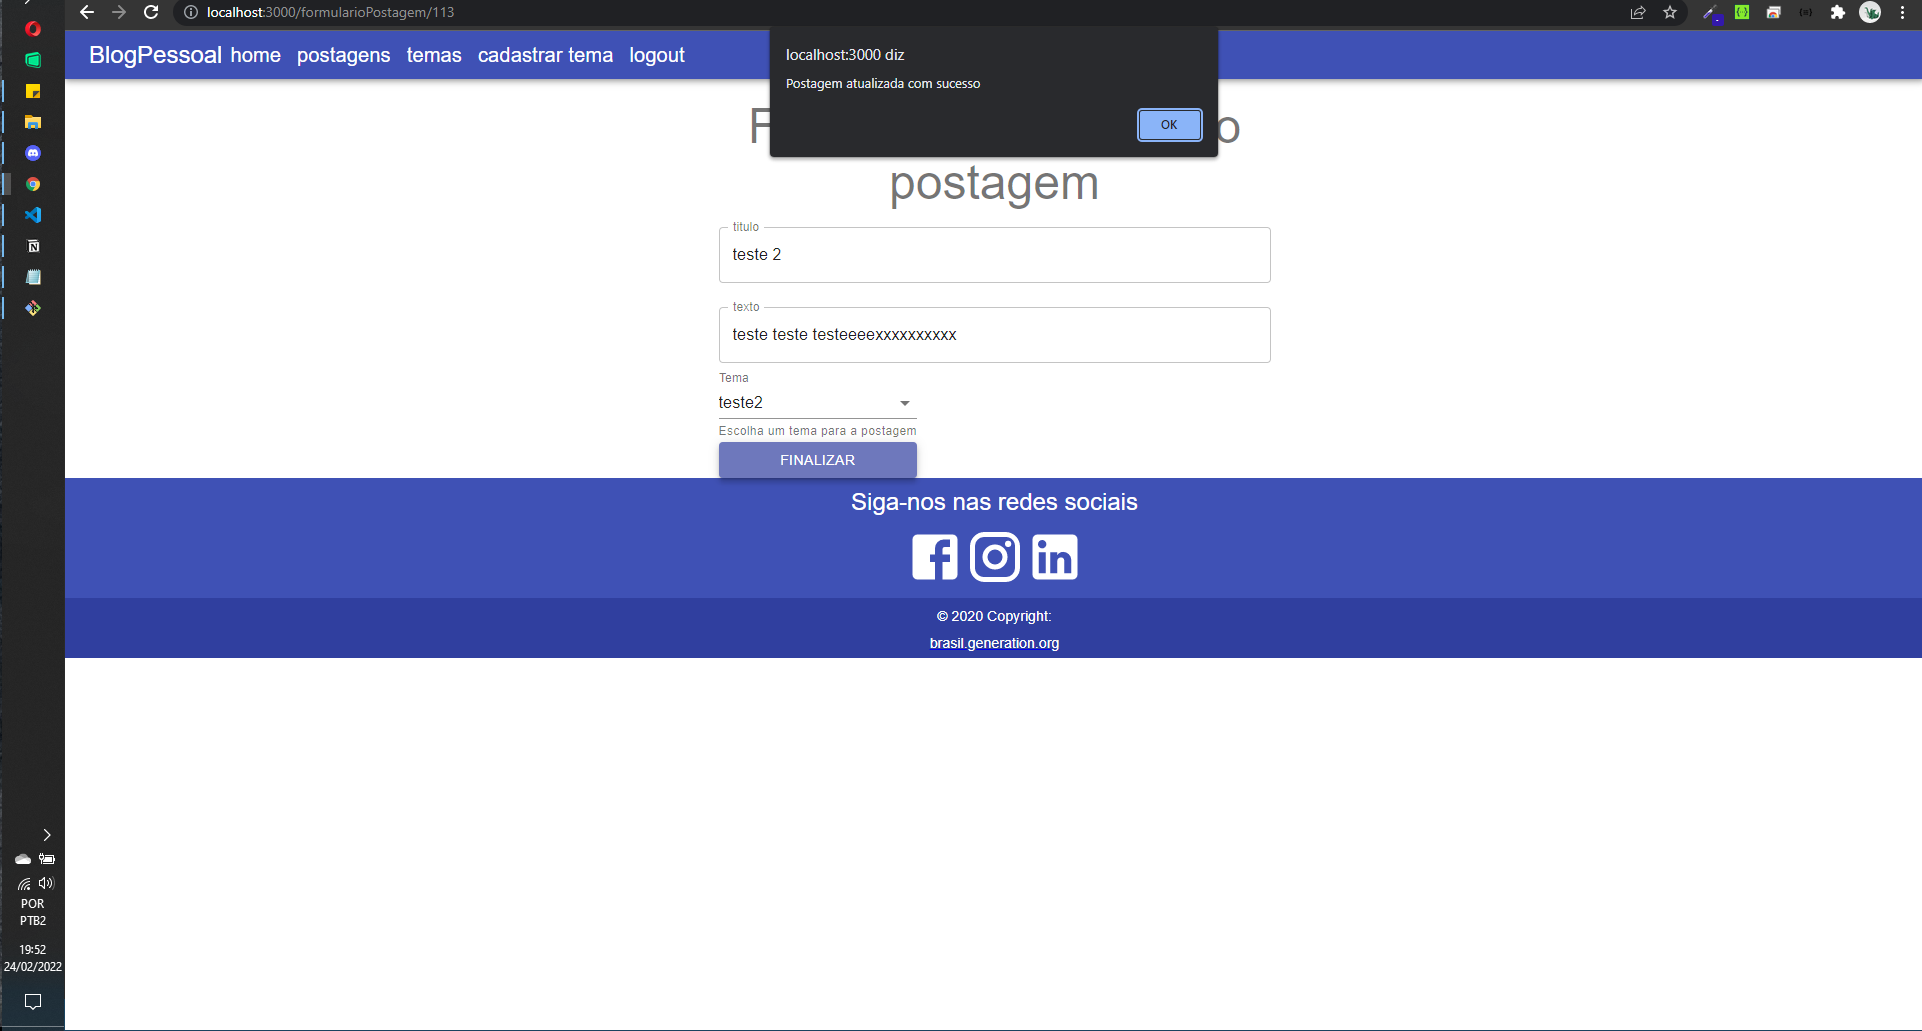 localhost:3000/formularioPostagem/113
BlogPessoal home postagens temas cadastrar tema logout
localhost:3000 diz
Postagem atualizada com sucesso
OK
postagem
titulo
teste 2
texto
teste teste testeeeexxxxxxxxxx
Tema
teste2
Escolha um tema para a postagem
FINALIZAR
Siga-nos nas redes sociais
© 2020 Copyright:
brasil.generation.org
POR
PTB2
19:52
24/02/2022